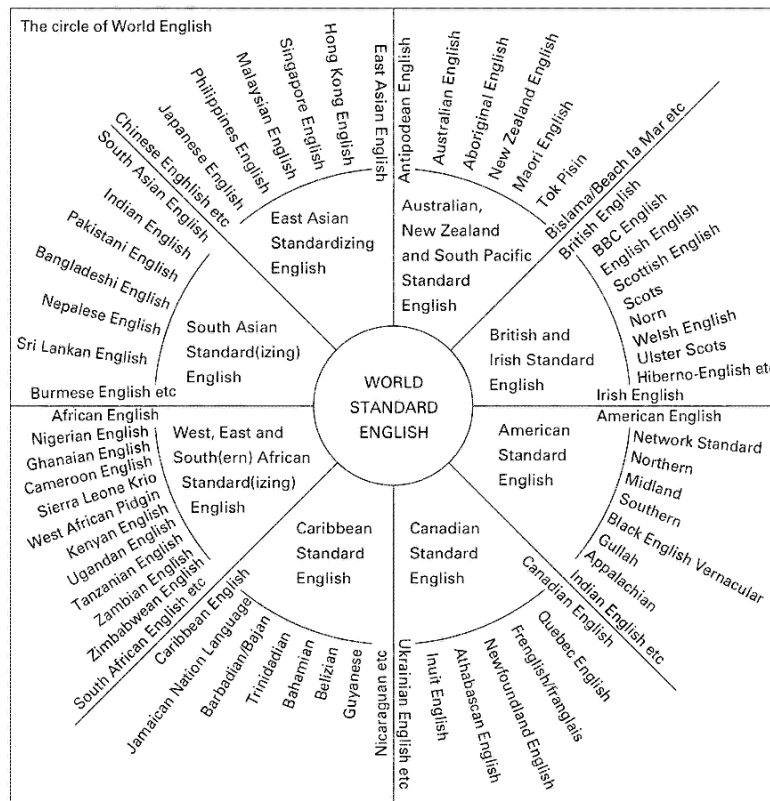 The circle of World English
WORLD
STANDARD
ENGLISH
Australian,
New Zealand
and South Pacific
Standard
English
Antipodean English
Australian English
Aboriginal English
New Zealand English
Maori English
Tok Pisin
Bislama/Beach la Mar etc
British and
Irish Standard
English
British English
BBC English
English English
Scottish English
Scots
Norn
Welsh English
Ulster Scots
Hiberno-English etc
Irish English
American
Standard
English
American English
Network Standard
Northern
Midland
Southern
Black English Vernacular
Gullah
Appalachian
Indian English etc
Canadian
Standard
English
Canadian English
Quebec English
Frenglish/franglais
Newfoundland English
Athabascan English
Inuit English
Ukrainian English etc
Caribbean
Standard
English
Caribbean English
Jamaican Nation Language
Barbadian/Bajan
Trinidadian
Bahamian
Belizian
Guyanese
Nicaraguan etc
West, East and
South(ern) African
Standard(izing)
English
African English
Nigerian English
Ghanaian English
Cameroon English
Sierra Leone Krio
West African Pidgin
Kenyan English
Ugandan English
Tanzanian English
Zambian English
Zimbabwean English
South African English etc
South Asian
Standard(izing)
English
South Asian English
Indian English
Pakistani English
Bangladeshi English
Nepalese English
Sri Lankan English
Burmese English etc
East Asian
Standardizing
English
East Asian English
Hong Kong English
Singapore English
Malaysian English
Philippines English
Japanese English
Chinese Enghlish etc